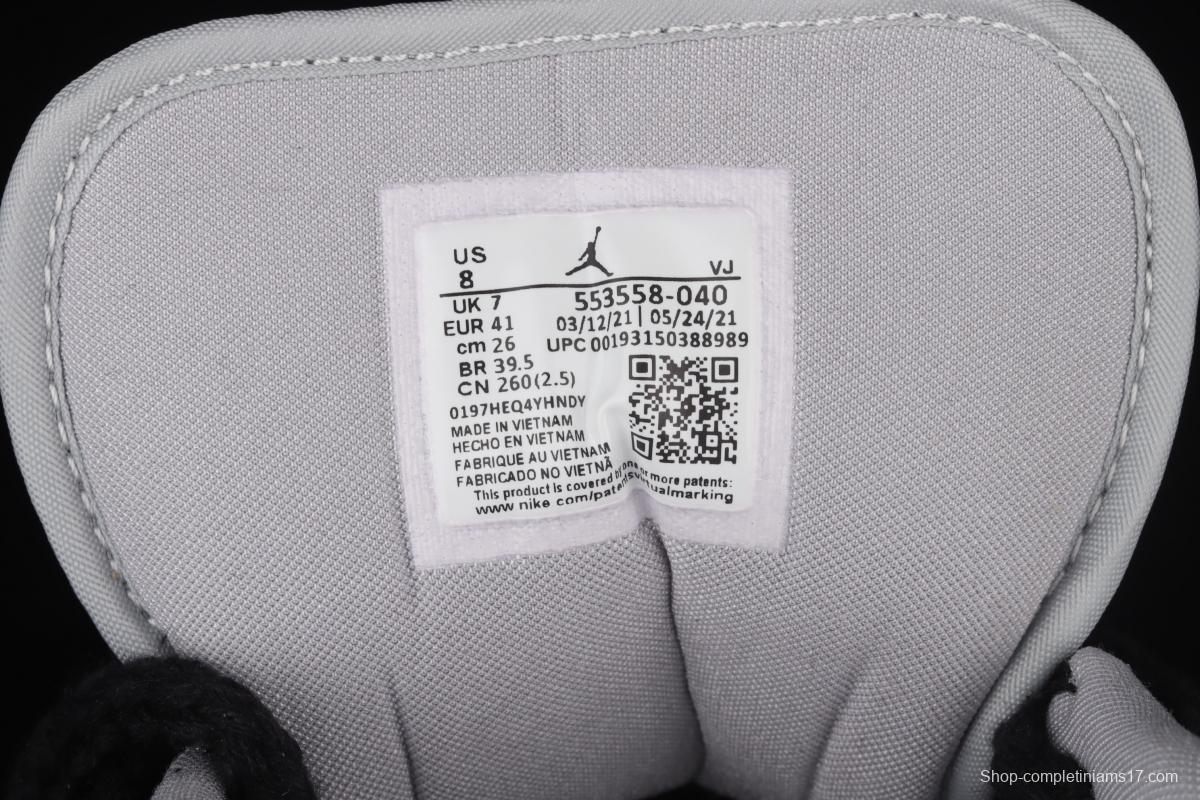 US
8
VJ
UK 7
553558-040
EUR 41
03/12/21 | 05/24/21
cm 26
UPC 00193150388989
BR 39.5
CN 260(2.5)
0197HEQ4YHNDY
MADE IN VIETNAM
HECHO EN VIETNAM
FABRIQUE AU VIETNAM
FABRICADO NO VIETNÃ
This product is covered by one or more patents:
www nike com/patentsvirtualmarking
Shop-completiniams17.com